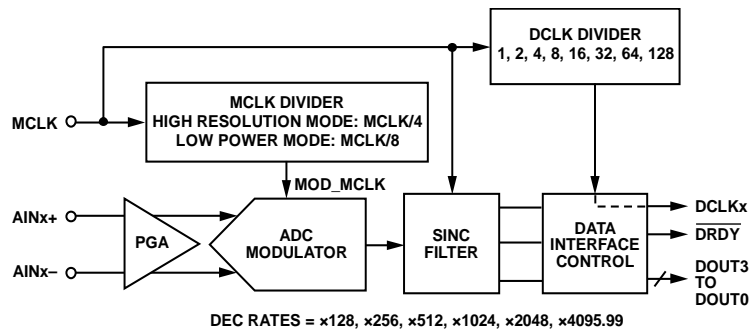 DCLK DIVIDER
1, 2, 4, 8, 16, 32, 64, 128
MCLK
MCLK DIVIDER
HIGH RESOLUTION MODE: MCLK/4
LOW POWER MODE: MCLK/8
MOD_MCLK
AINx+
AINx–
PGA
ADC
MODULATOR
SINC
FILTER
DATA
INTERFACE
CONTROL
DCLKx
DRDY
DOUT3
TO
DOUT0
DEC RATES = ×128, ×256, ×512, ×1024, ×2048, ×4095.99